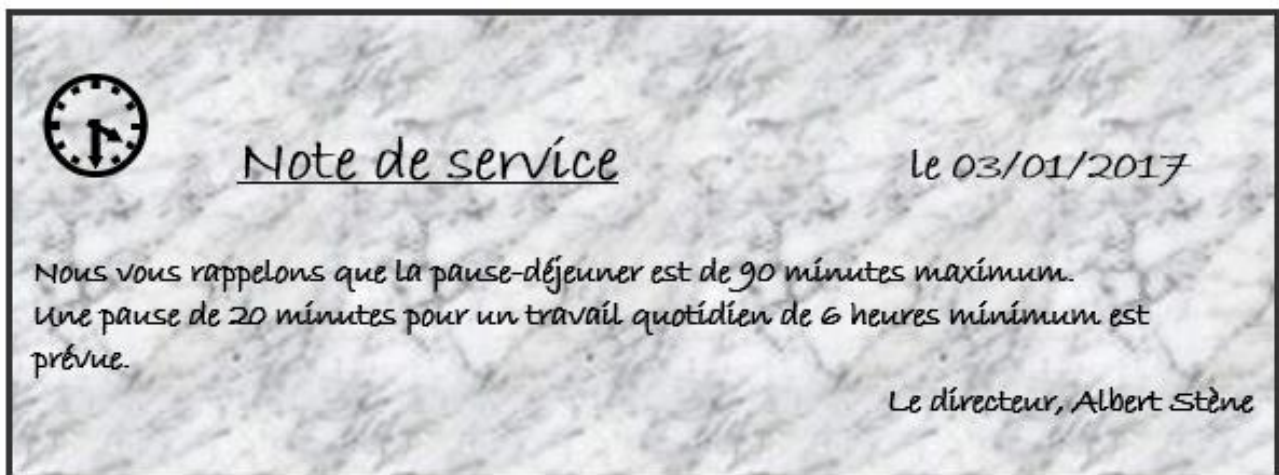 Note de service le 03/01/2017
Nous vous rappelons que la pause-déjeuner est de 90 minutes maximum.
Une pause de 20 minutes pour un travail quotidien de 6 heures minimum est
prévue.
Le directeur, Albert Stène